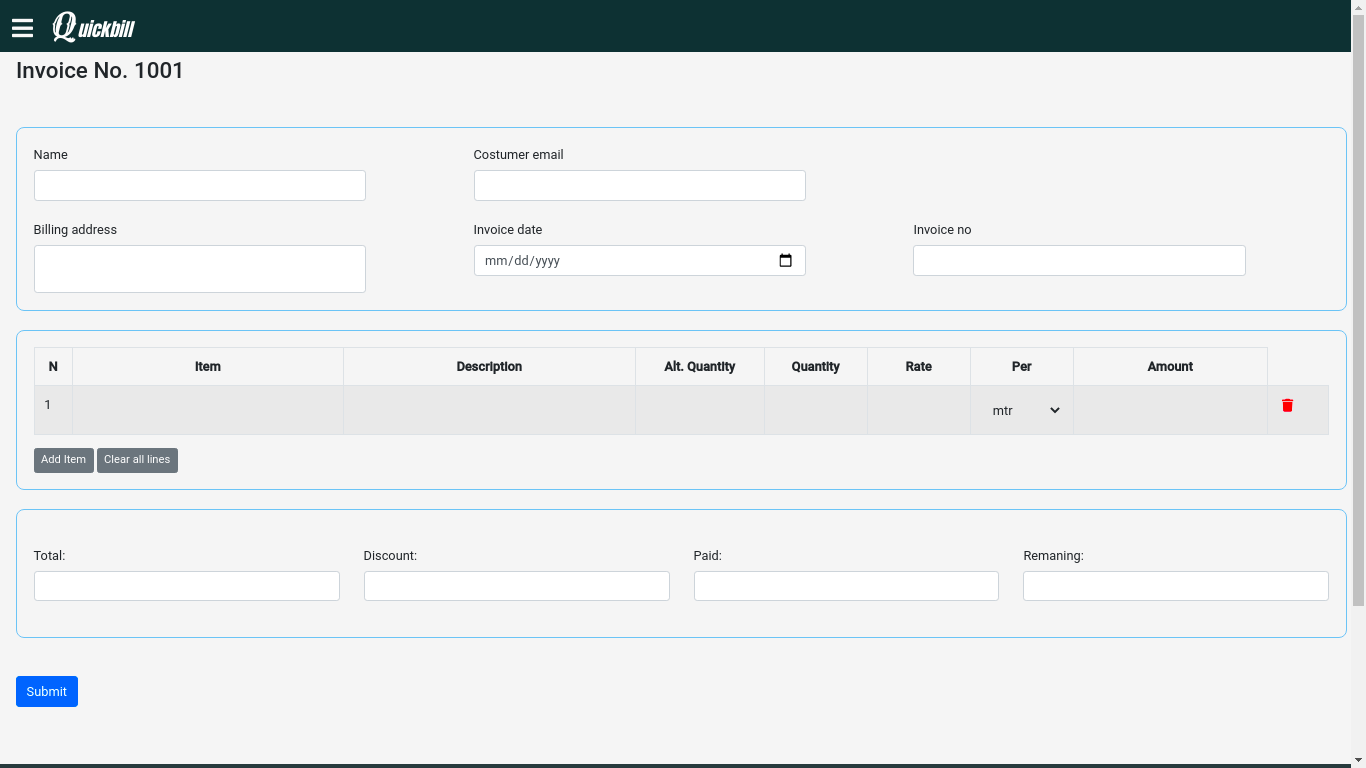 Quickbill
Invoice No. 1001
Name Costumer email
Billing address Invoice date Invoice no
mm/dd/yyyy
N Item Description Alt. Quantity Quantity Rate Per Amount
1 mtr
Add Item Clear all lines
Total: Discount: Paid: Remaning:
Submit